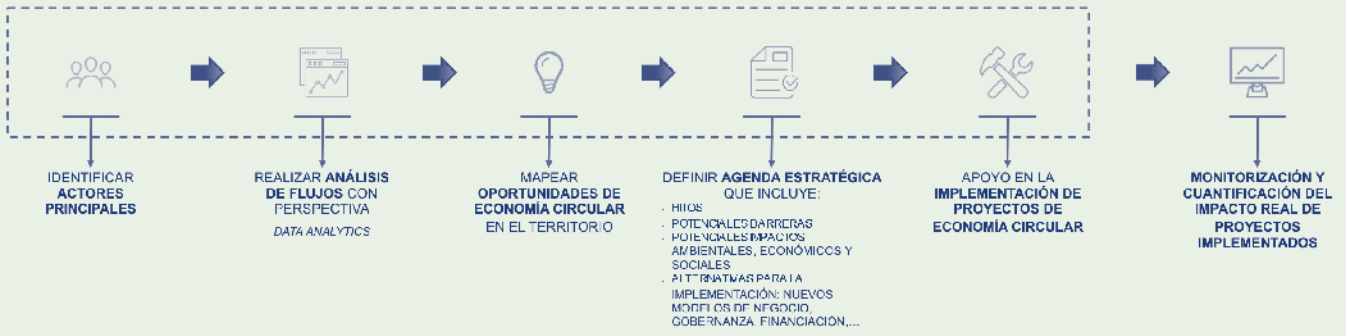 IDENTIFICAR
ACTORES
PRINCIPALES
REALIZAR ANÁLISIS
DE FLUJOS CON
PERSPECTIVA
DATA ANALYTICS
MAPEAR
OPORTUNIDADES DE
ECONOMÍA CIRCULAR
EN EL TERRITORIO
DEFINIR AGENDA ESTRATÉGICA
QUE INCLUYE:
- HITOS
- POTENCIALES BARRERAS
- POTENCIALES IMPACTOS
AMBIENTALES, ECONÓMICOS Y
SOCIALES
- ALTERNATIVAS PARA LA
IMPLEMENTACIÓN: NUEVOS
MODELOS DE NEGOCIO,
GOBERNANZA, FINANCIACIÓN,...
APOYO EN LA
IMPLEMENTACIÓN DE
PROYECTOS DE
ECONOMÍA CIRCULAR
MONITORIZACIÓN Y
CUANTIFICACIÓN DEL
IMPACTO REAL DE
PROYECTOS
IMPLEMENTADOS